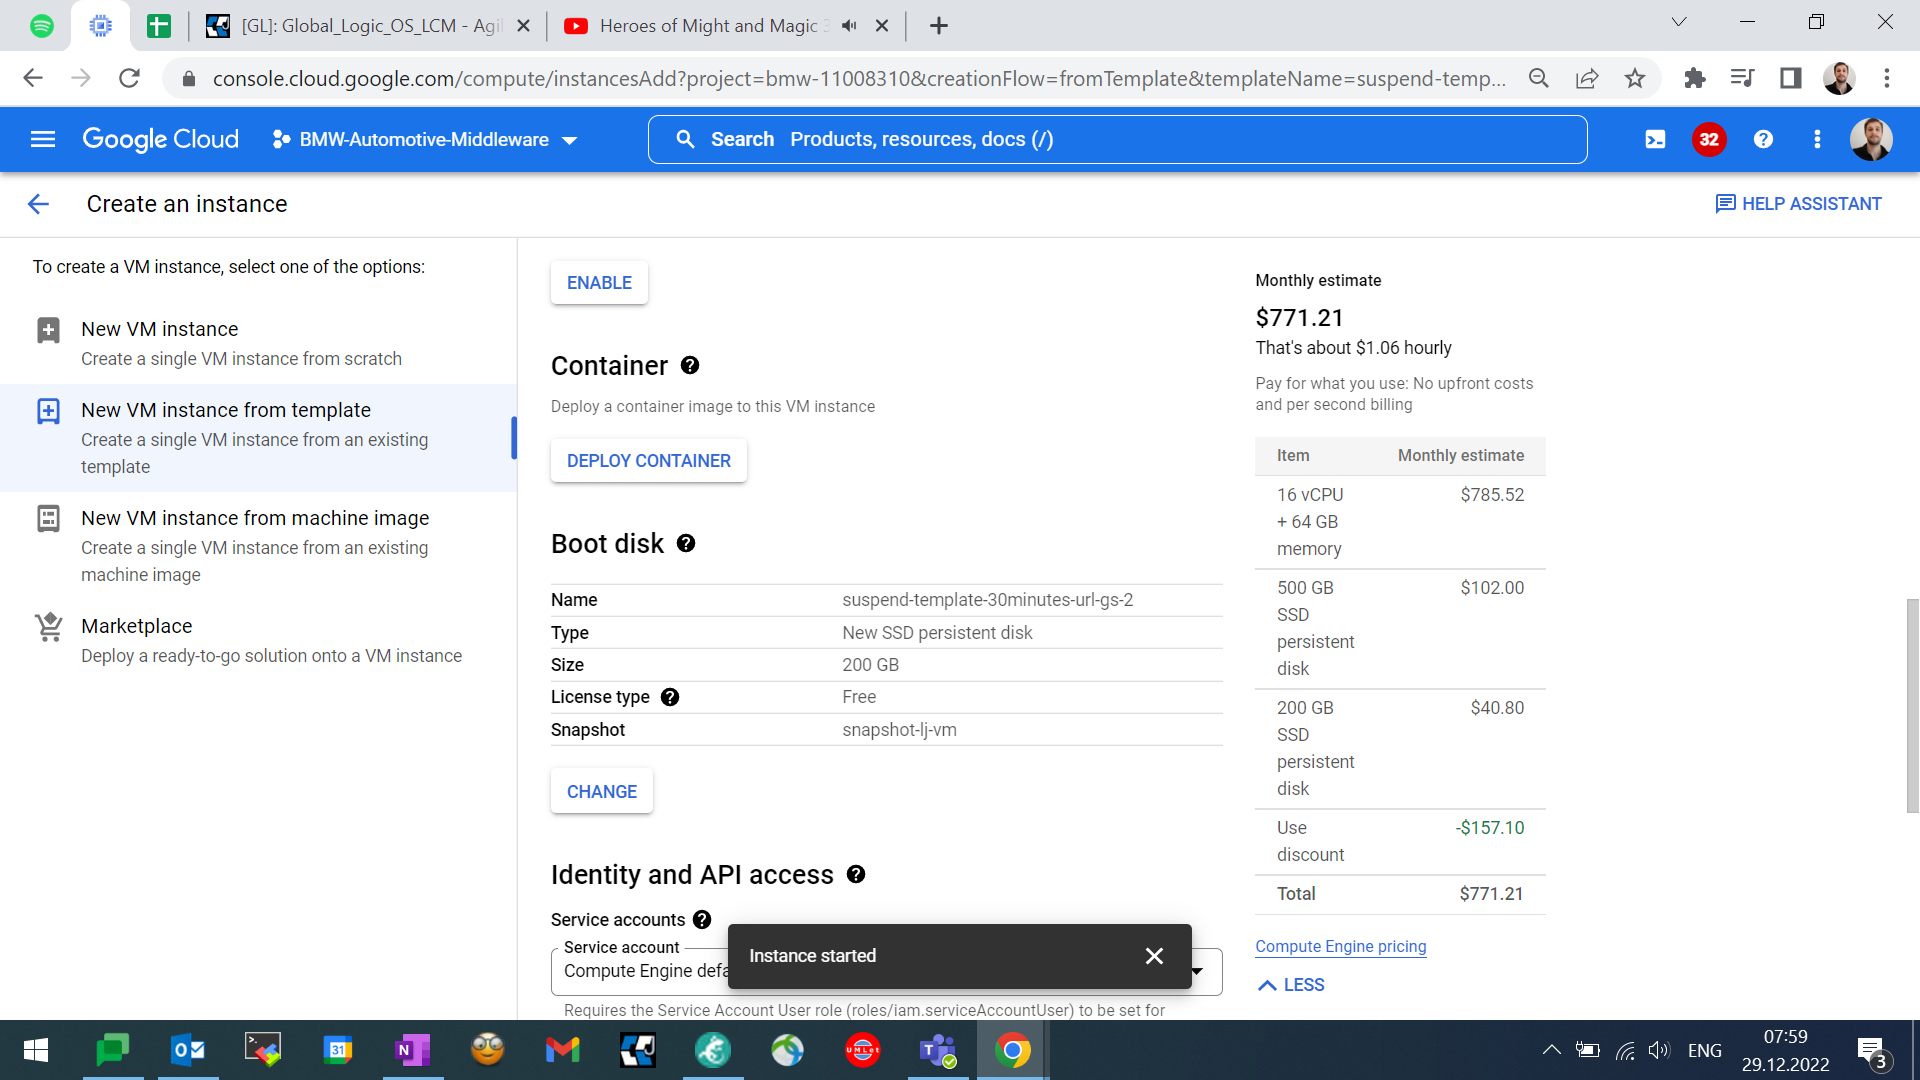 [GL]: Global_Logic_OS_LCM - Agil
Heroes of Might and Magic 3
console.cloud.google.com/compute/instancesAdd?project=bmw-11008310&creationFlow=fromTemplate&templateName=suspend-temp...
Google Cloud
BMW-Automotive-Middleware
Search Products, resources, docs (/)
32
Create an instance
HELP ASSISTANT
To create a VM instance, select one of the options:
New VM instance
Create a single VM instance from scratch
New VM instance from template
Create a single VM instance from an existing
template
New VM instance from machine image
Create a single VM instance from an existing
machine image
Marketplace
Deploy a ready-to-go solution onto a VM instance
ENABLE
Container
Deploy a container image to this VM instance
DEPLOY CONTAINER
Boot disk
Name suspend-template-30minutes-url-gs-2
Type New SSD persistent disk
Size 200 GB
License type Free
Snapshot snapshot-lj-vm
CHANGE
Identity and API access
Service accounts
Service account
Compute Engine defa
Requires the Service Account User role (roles/iam.serviceAccountUser) to be set for
Instance started
Monthly estimate
$771.21
That's about $1.06 hourly
Pay for what you use: No upfront costs
and per second billing
Item Monthly estimate
16 vCPU $785.52
+ 64 GB
memory
500 GB $102.00
SSD
persistent
disk
200 GB $40.80
SSD
persistent
disk
Use -$157.10
discount
Total $771.21
Compute Engine pricing
LESS
31
UMLet
ENG
07:59
29.12.2022
3